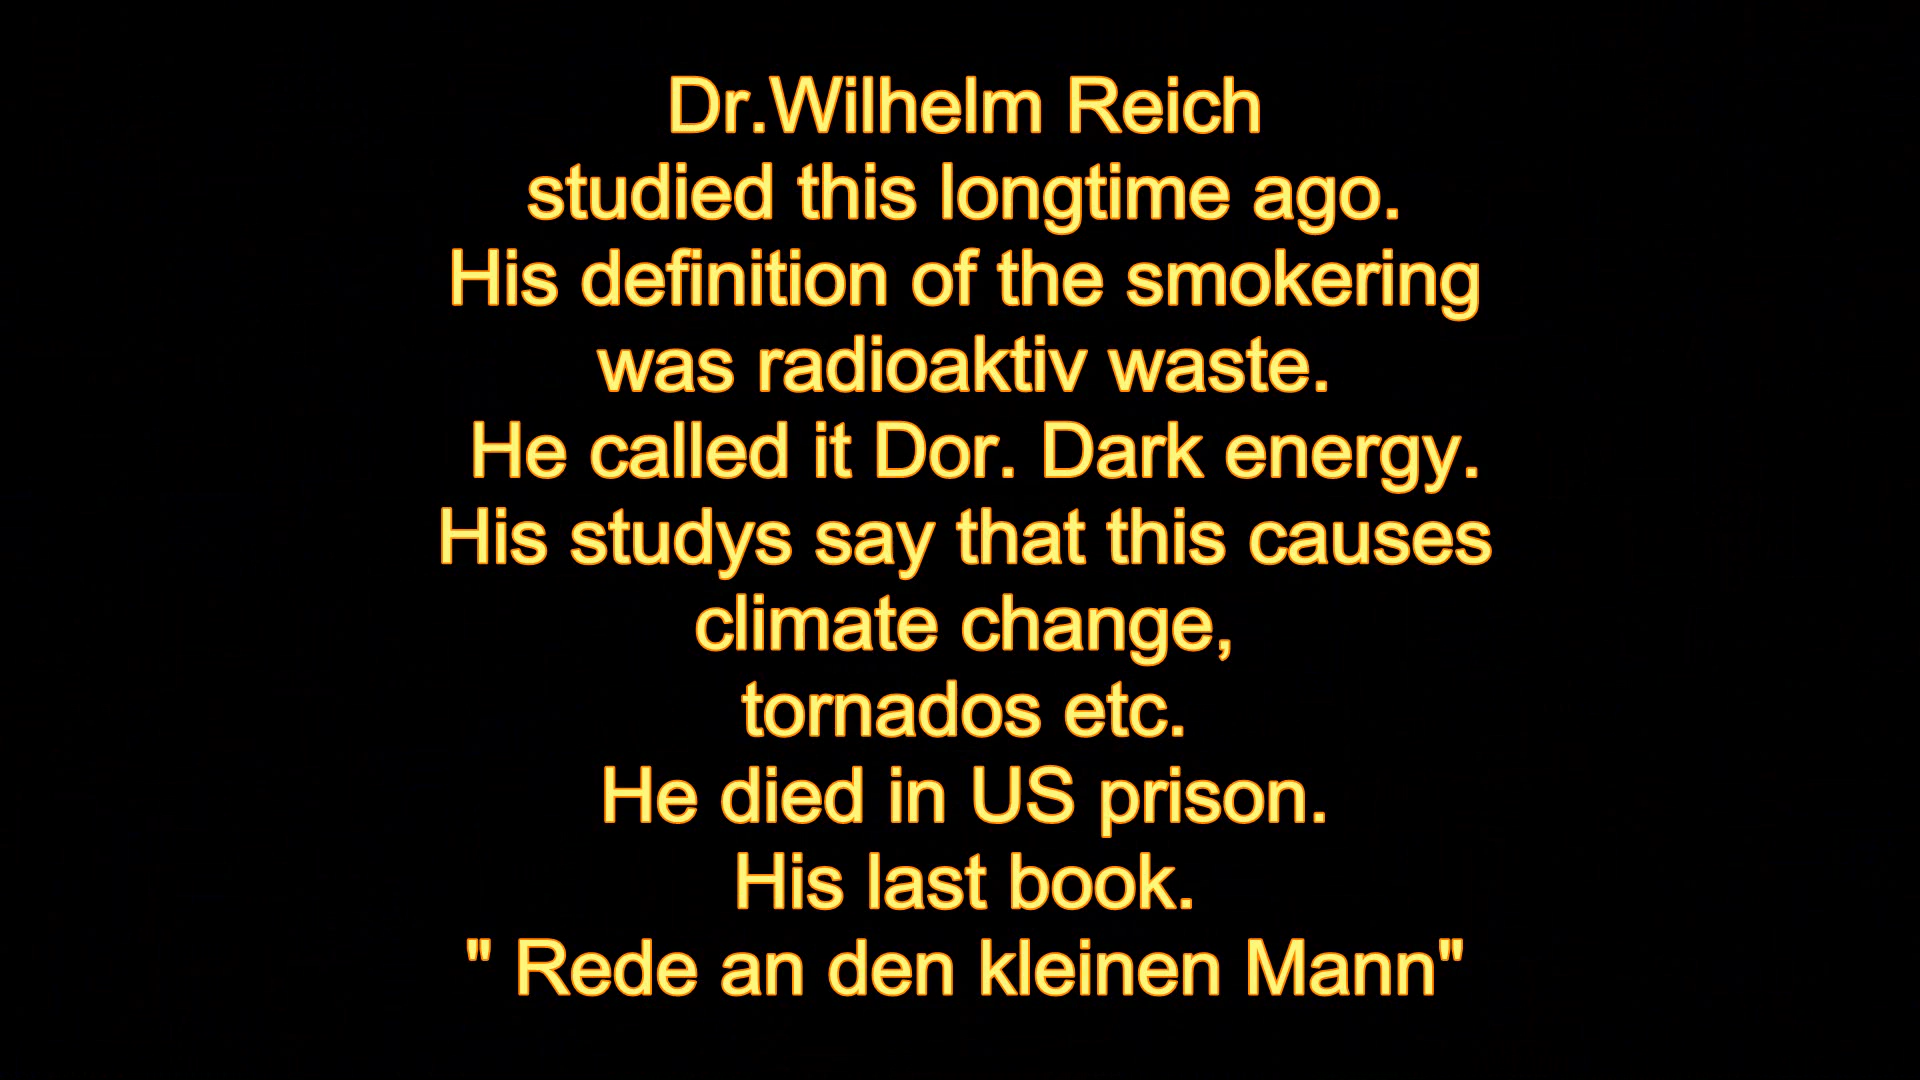 Dr.Wilhelm Reich
studied this longtime ago.
His definition of the smokering
was radioaktiv waste.
He called it Dor. Dark energy.
His studys say that this causes
climate change,
tornados etc.
He died in US prison.
His last book.
" Rede an den kleinen Mann"